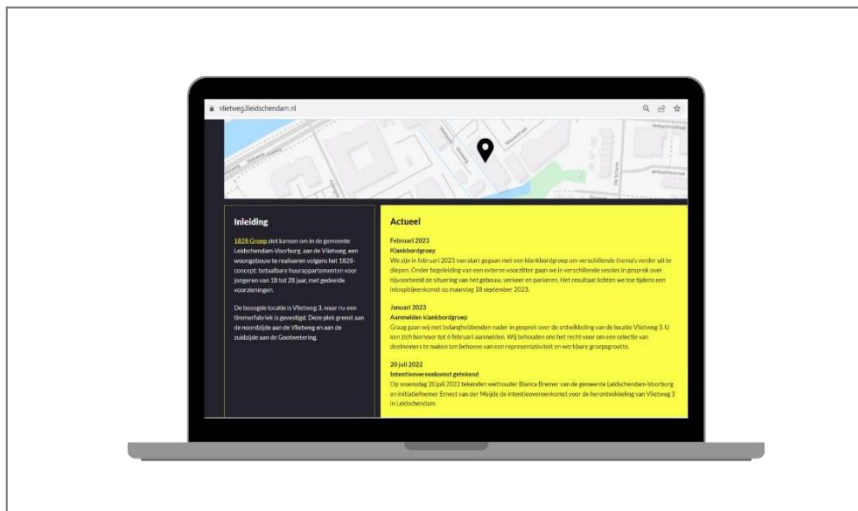 vlietweg3leidschendam.nl
Inleiding
1828 Groep ziet kansen om in de gemeente
Leidschendam Voorburg, aan de Vlietweg, een
woongebouw te realiseren volgens het 1828-
concept: betaalbare huurappartementen voor
jongeren van 18 tot 28 jaar, met gedeelde
voorzieningen.
De beoogde locatie is Vlietweg 3, waar nu een
timmerfabriek is gevestigd. Deze plek grenst aan
de noordzijde aan de Vlietweg en aan de
zuidzijde aan de Gootwetering.
Actueel
Februari 2023
Klankbordgroep
We zijn in februari 2023 van start gegaan met een klankbordgroep om verschillende thema's verder uit te
diepen. Onder begeleiding van een externe voorzitter gaan we in verschillende sessies in gesprek over
bijvoorbeeld de situering van het gebouw, verkeer en parkeren. Het resultaat lichten we toe tijdens een
inloopbijeenkomst op maandag 18 september 2023.
Januari 2023
Aanmelden klankbordgroep
Graag gaan wij met belanghebbenden nader in gesprek over de ontwikkeling van de locatie Vlietweg 3. U
kon zich hiervoor tot 6 februari aanmelden. Wij behouden ons het recht voor om een selectie van
deelnemers te maken ten behoeve van een representativiteit en werkbare groepsgrootte.
20 juli 2022
Intentieovereenkomst getekend
Op woensdag 20 juli 2022 tekenden wethouder Bianca Bremer van de gemeente Leidschendam-Voorburg
en initiatiefnemer Ernest van der Meijde de intentieovereenkomst voor de herontwikkeling van Vlietweg 3
in Leidschendam.